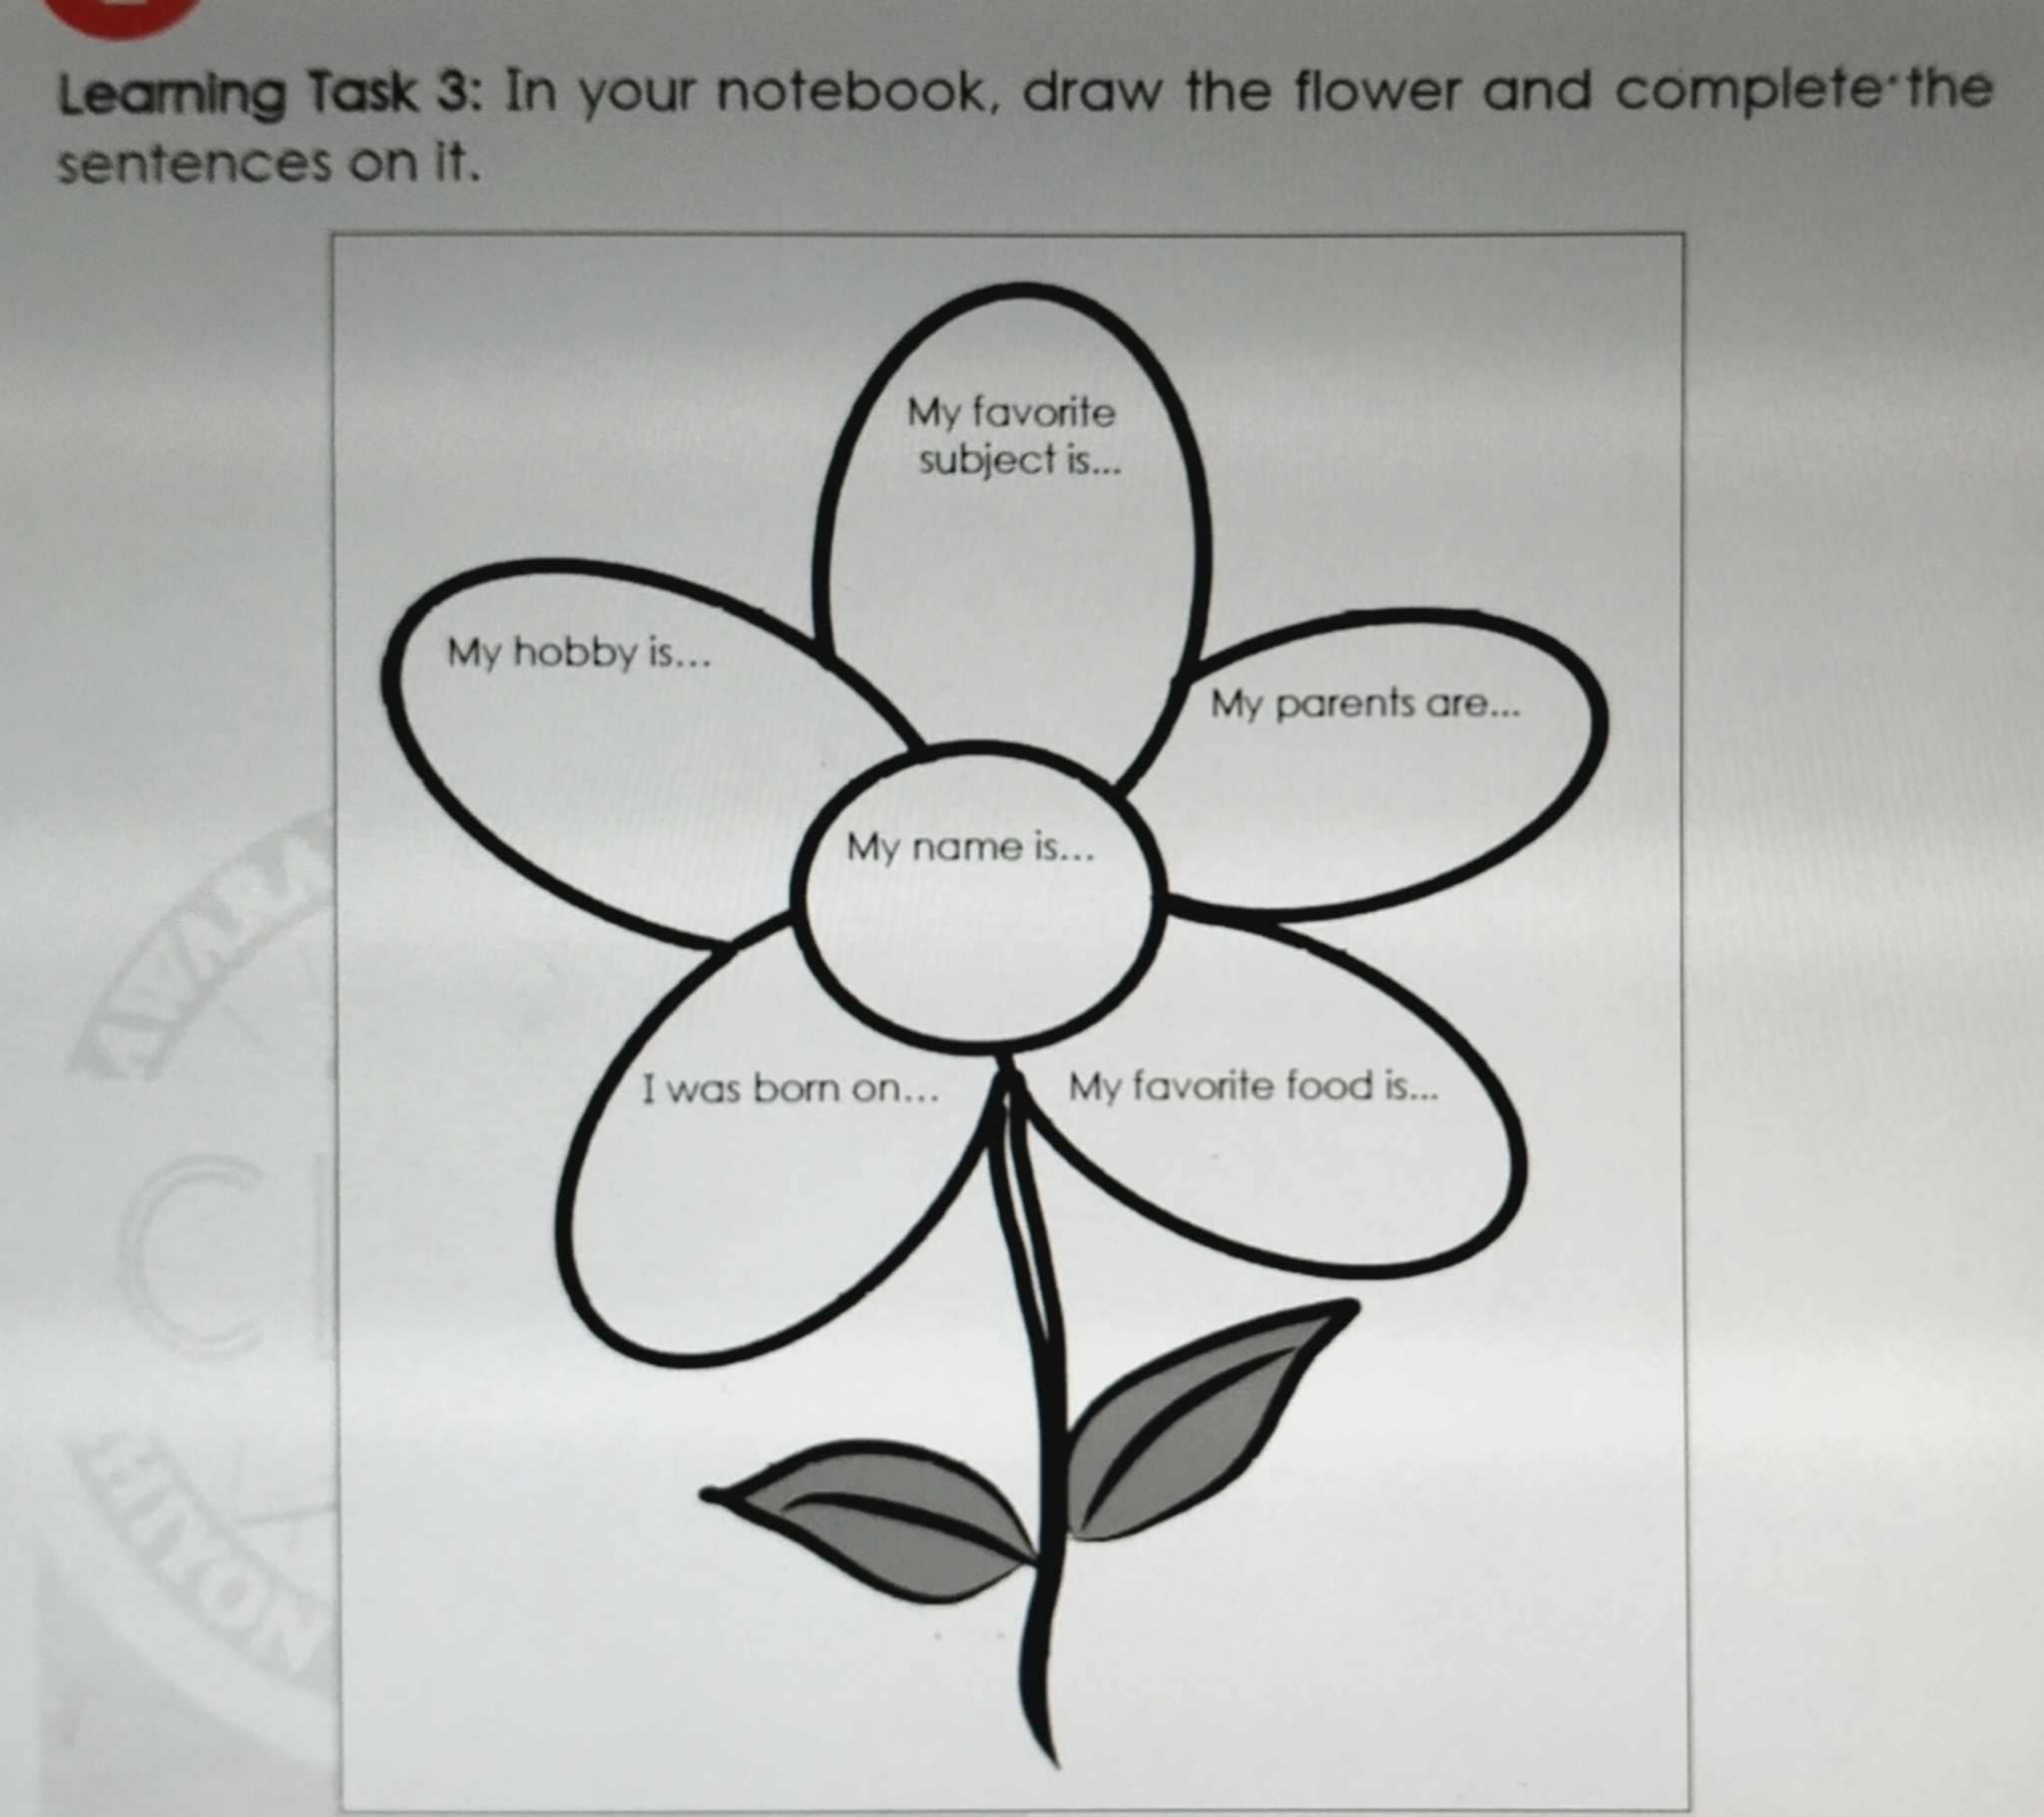 Learning Task 3: In your notebook, draw the flower and complete the
sentences on it.
My favorite
subject is...
My hobby is...
My parents are...
My name is...
I was born on...
My favorite food is...